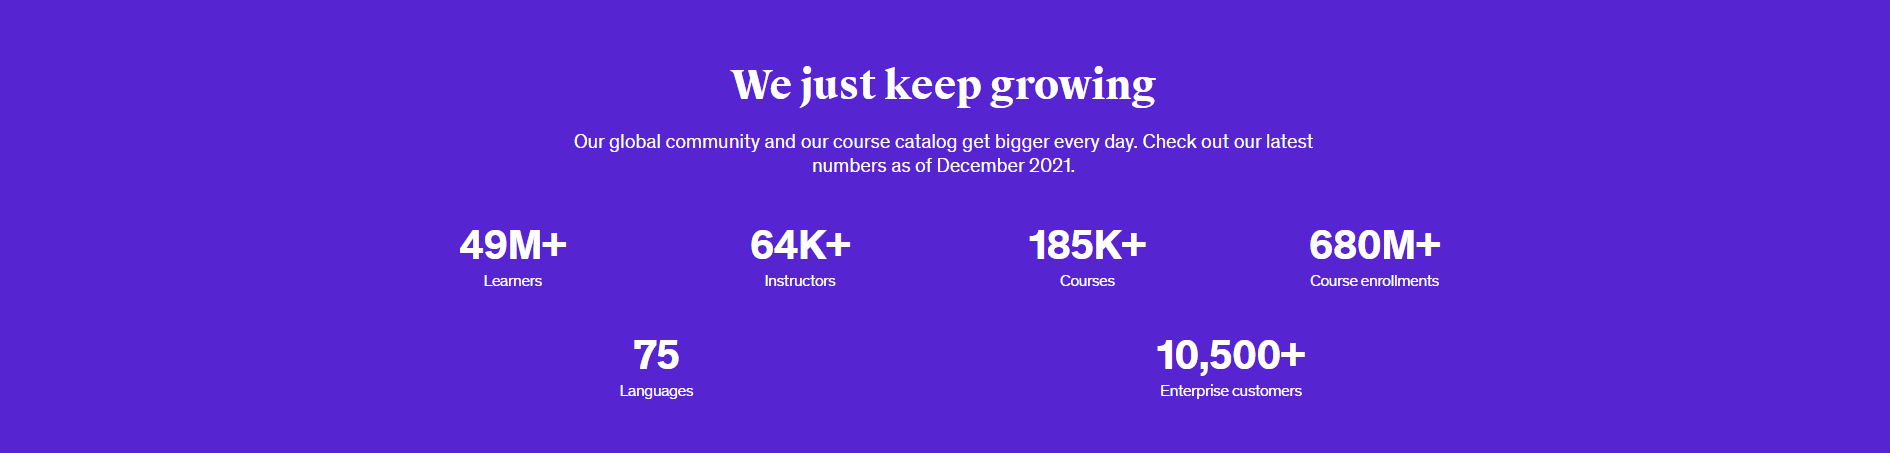 We just keep growing
Our global community and our course catalog get bigger every day. Check out our latest
numbers as of December 2021.
49M+
Learners
64K+
Instructors
185K+
Courses
680M+
Course enrollments
75
Languages
10,500+
Enterprise customers